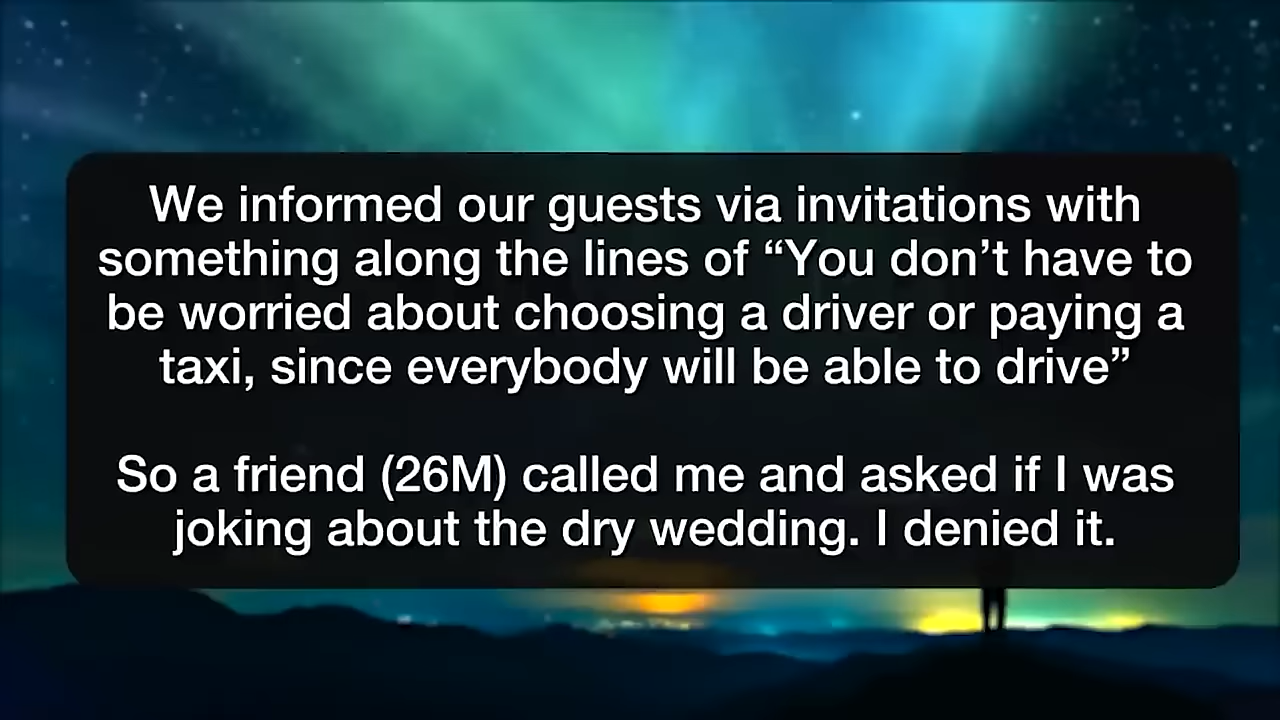 We informed our guests via invitations with
something along the lines of “You don’t have to
be worried about choosing a driver or paying a
taxi, since everybody will be able to drive”
So a friend (26M) called me and asked if I was
joking about the dry wedding. I denied it.